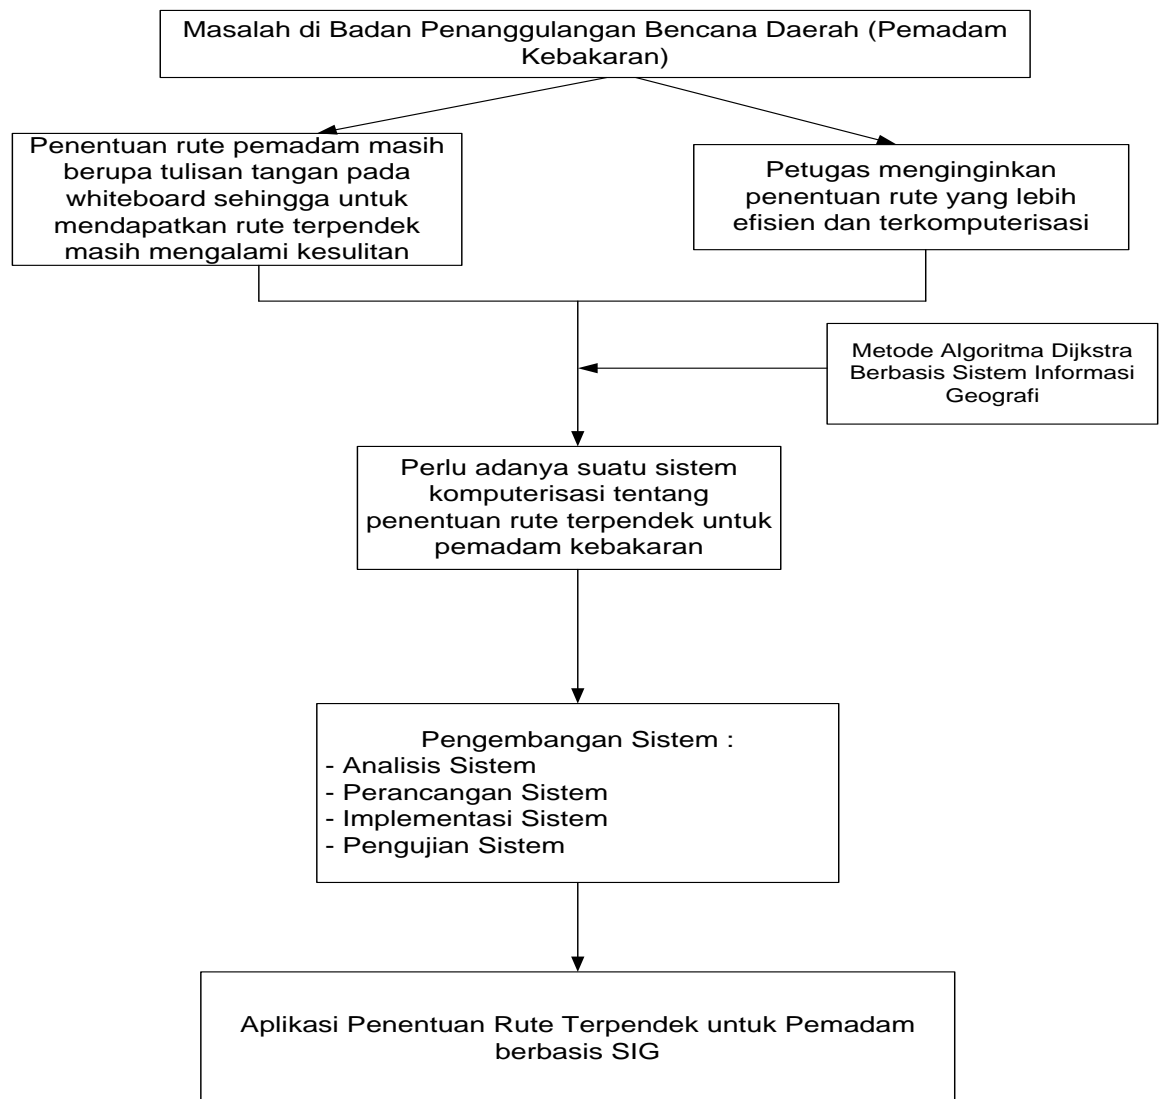 Masalah di Badan Penanggulangan Bencana Daerah (Pemadam
Kebakaran)
Penentuan rute pemadam masih
berupa tulisan tangan pada
whiteboard sehingga untuk
mendapatkan rute terpendek
masih mengalami kesulitan
Petugas menginginkan
penentuan rute yang lebih
efisien dan terkomputerisasi
Metode Algoritma Dijkstra
Berbasis Sistem Informasi
Geografi
Perlu adanya suatu sistem
komputerisasi tentang
penentuan rute terpendek untuk
pemadam kebakaran
Pengembangan Sistem :
- Analisis Sistem
- Perancangan Sistem
- Implementasi Sistem
- Pengujian Sistem
Aplikasi Penentuan Rute Terpendek untuk Pemadam
berbasis SIG